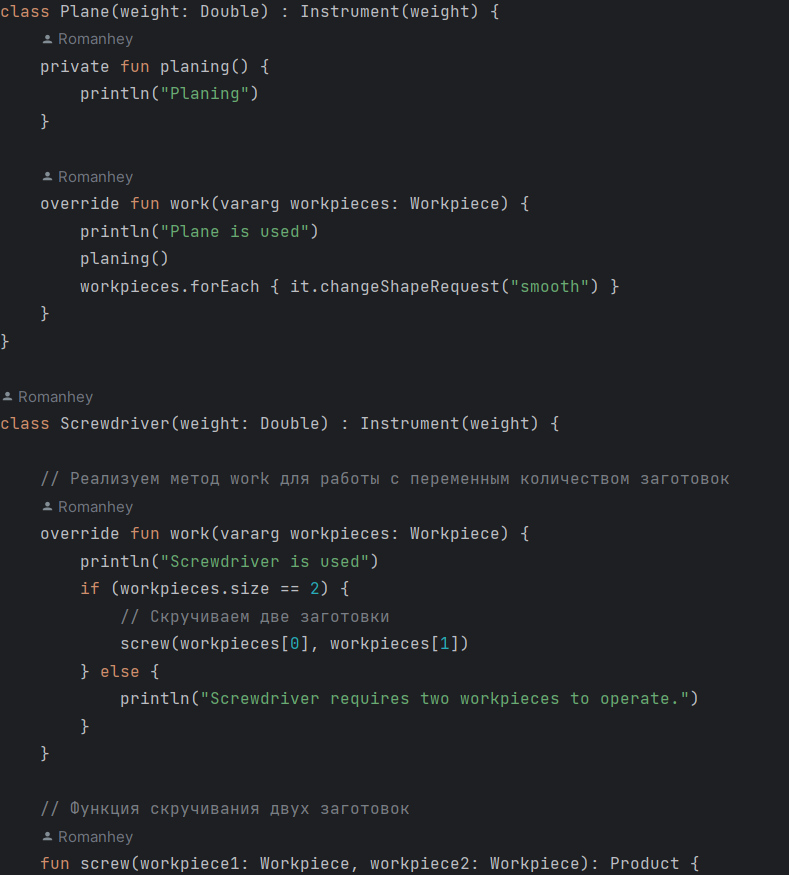 class Plane(weight: Double) : Instrument(weight) {
Romanhey
private fun planing() {
println("Planing")
}
Romanhey
override fun work(vararg workpieces: Workpiece) {
println("Plane is used")
planing()
workpieces.forEach { it.changeShapeRequest("smooth") }
}
}
Romanhey
class Screwdriver(weight: Double) : Instrument(weight) {
// Реализуем метод work для работы с переменным количеством заготовок
Romanhey
override fun work(vararg workpieces: Workpiece) {
println("Screwdriver is used")
if (workpieces.size == 2) {
// Скручиваем две заготовки
screw(workpieces[0], workpieces[1])
} else {
println("Screwdriver requires two workpieces to operate.")
}
}
// Функция скручивания двух заготовок
Romanhey
fun screw(workpiece1: Workpiece, workpiece2: Workpiece): Product {